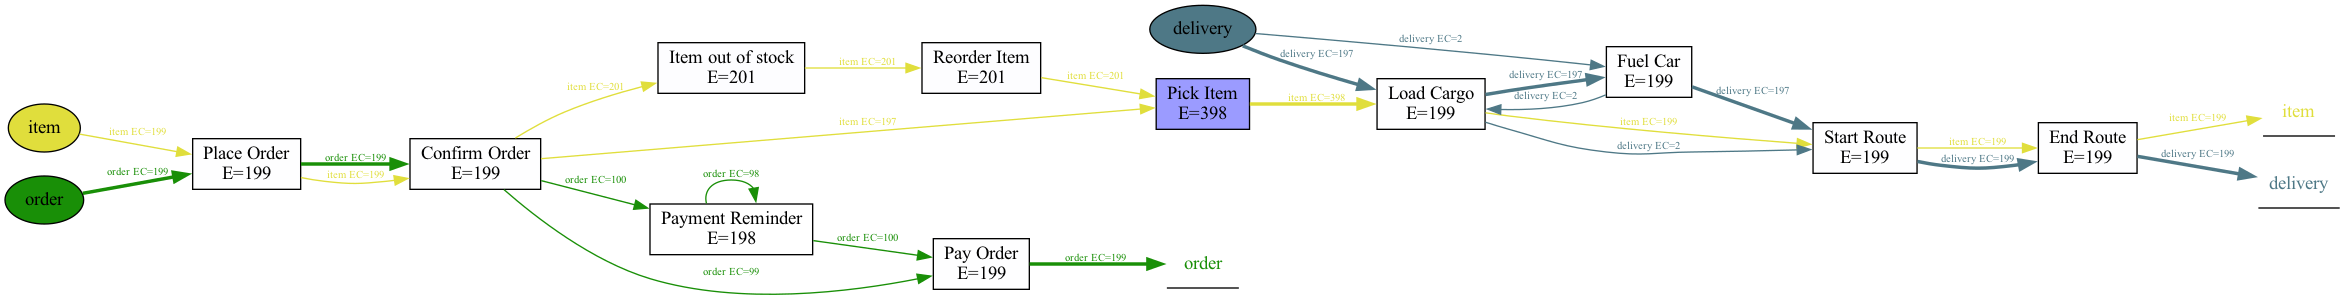 item
order
item EC=199
order EC=199
Place Order
E=199
order EC=199
item EC=199
Confirm Order
E=199
item EC=201
item EC=197
order EC=100
order EC=99
Item out of stock
E=201
item EC=201
Reorder Item
E=201
item EC=201
order EC=98
Payment Reminder
E=198
order EC=100
Pay Order
E=199
order EC=199
order
delivery
delivery EC=2
delivery EC=197
Pick Item
E=398
item EC=398
Load Cargo
E=199
delivery EC=197
delivery EC=2
item EC=199
delivery EC=2
Fuel Car
E=199
delivery EC=197
Start Route
E=199
item EC=199
delivery EC=199
End Route
E=199
item EC=199
delivery EC=199
item
delivery